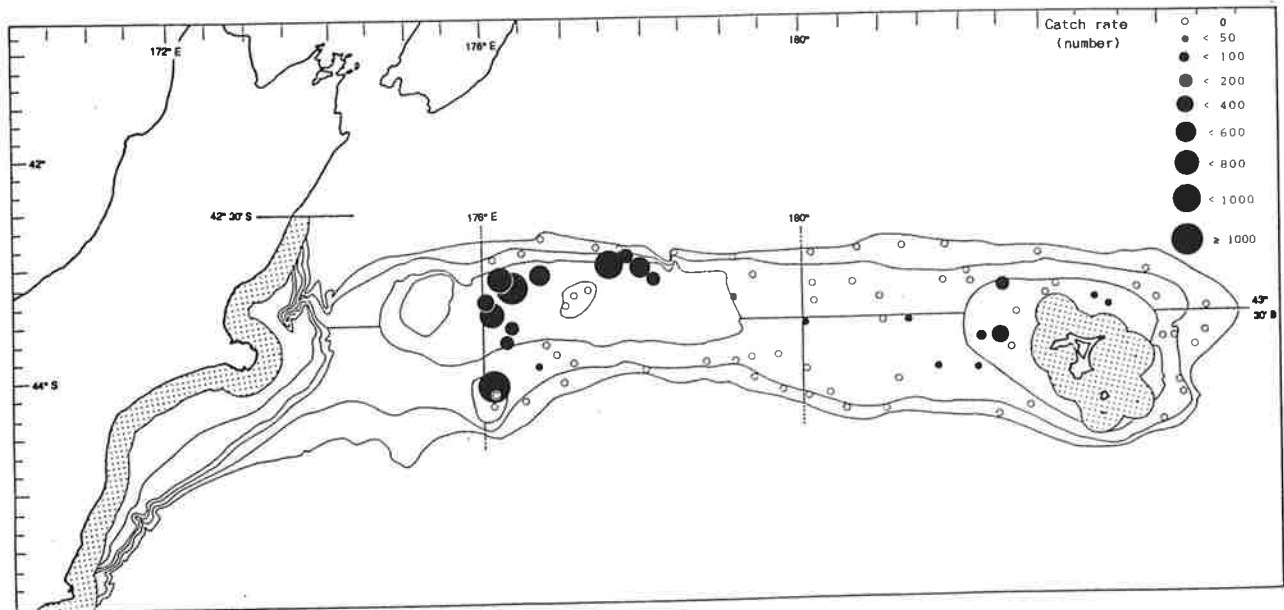 Catch rate
(number)
0
< 50
< 100
< 200
< 400
< 600
< 800
< 1000
≥ 1000
172° E
176° E
180°
42°
42° 30' S
176° E
180°
43°
30' S
44° S